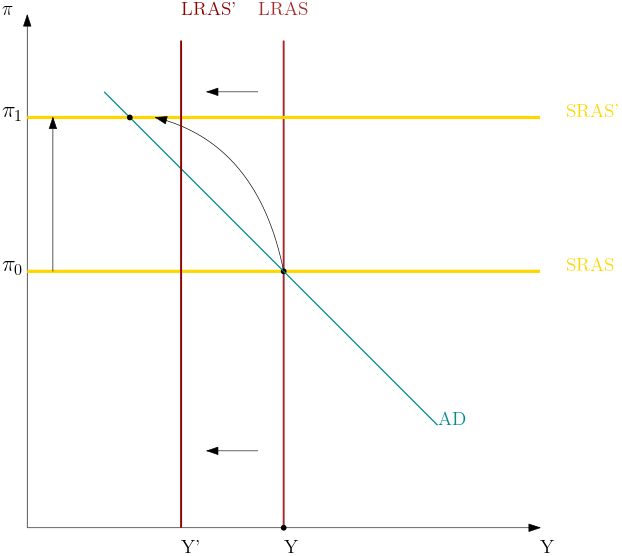 π
LRAS' LRAS
π1
SRAS'
π0
SRAS
AD
Y' Y Y